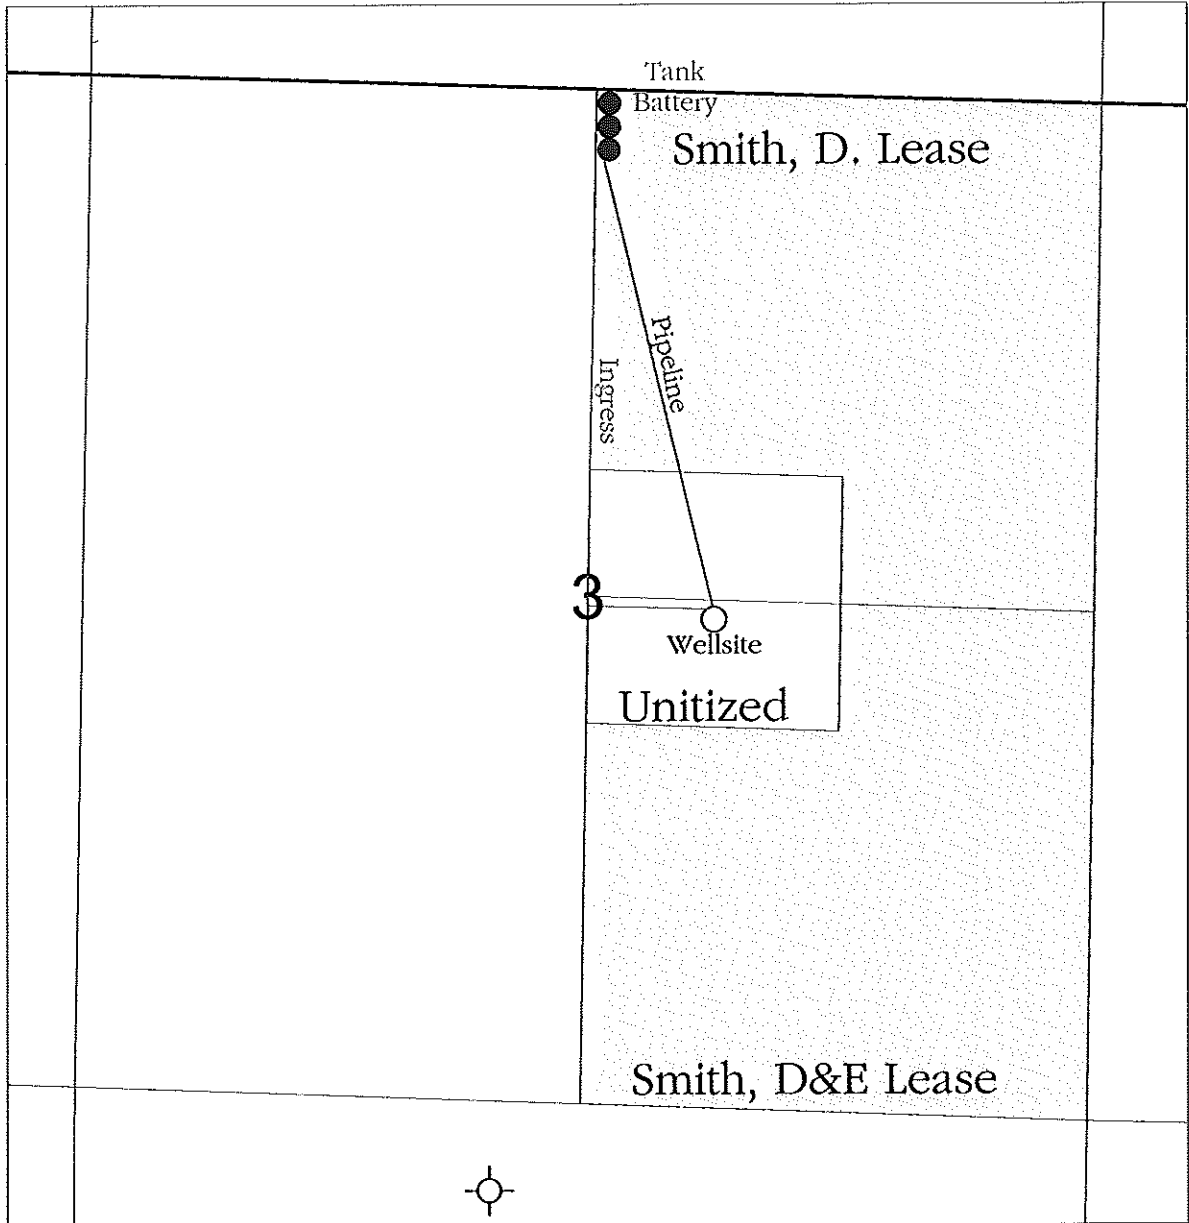 Tank
Battery
Smith, D. Lease
Pipeline
Ingress
3
Wellsite
Unitized
Smith, D&E Lease